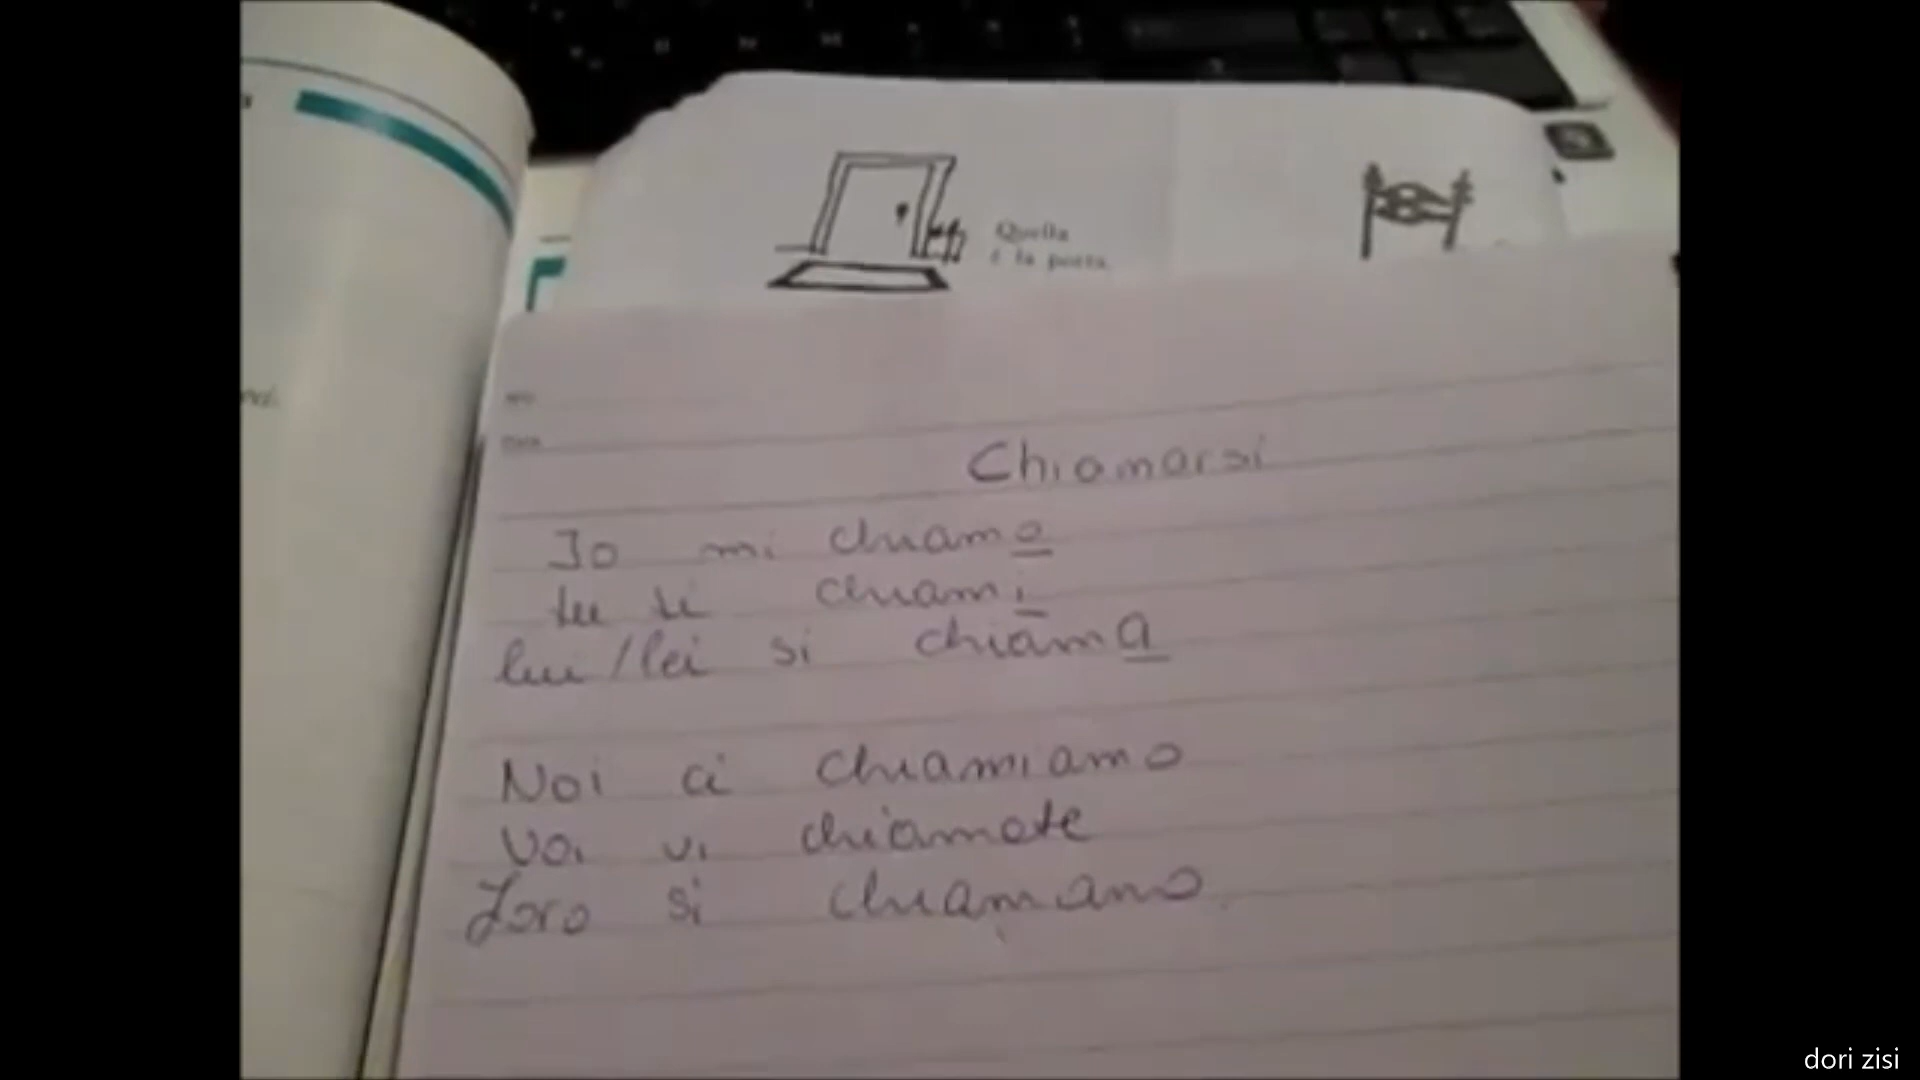 Quella
è la porta.
Chiamarsi
Io mi chiamo
tu ti chiami
lui/lei si chiama
Noi ci chiamiamo
Voi vi chiamate
Loro si chiamano
dori zisi